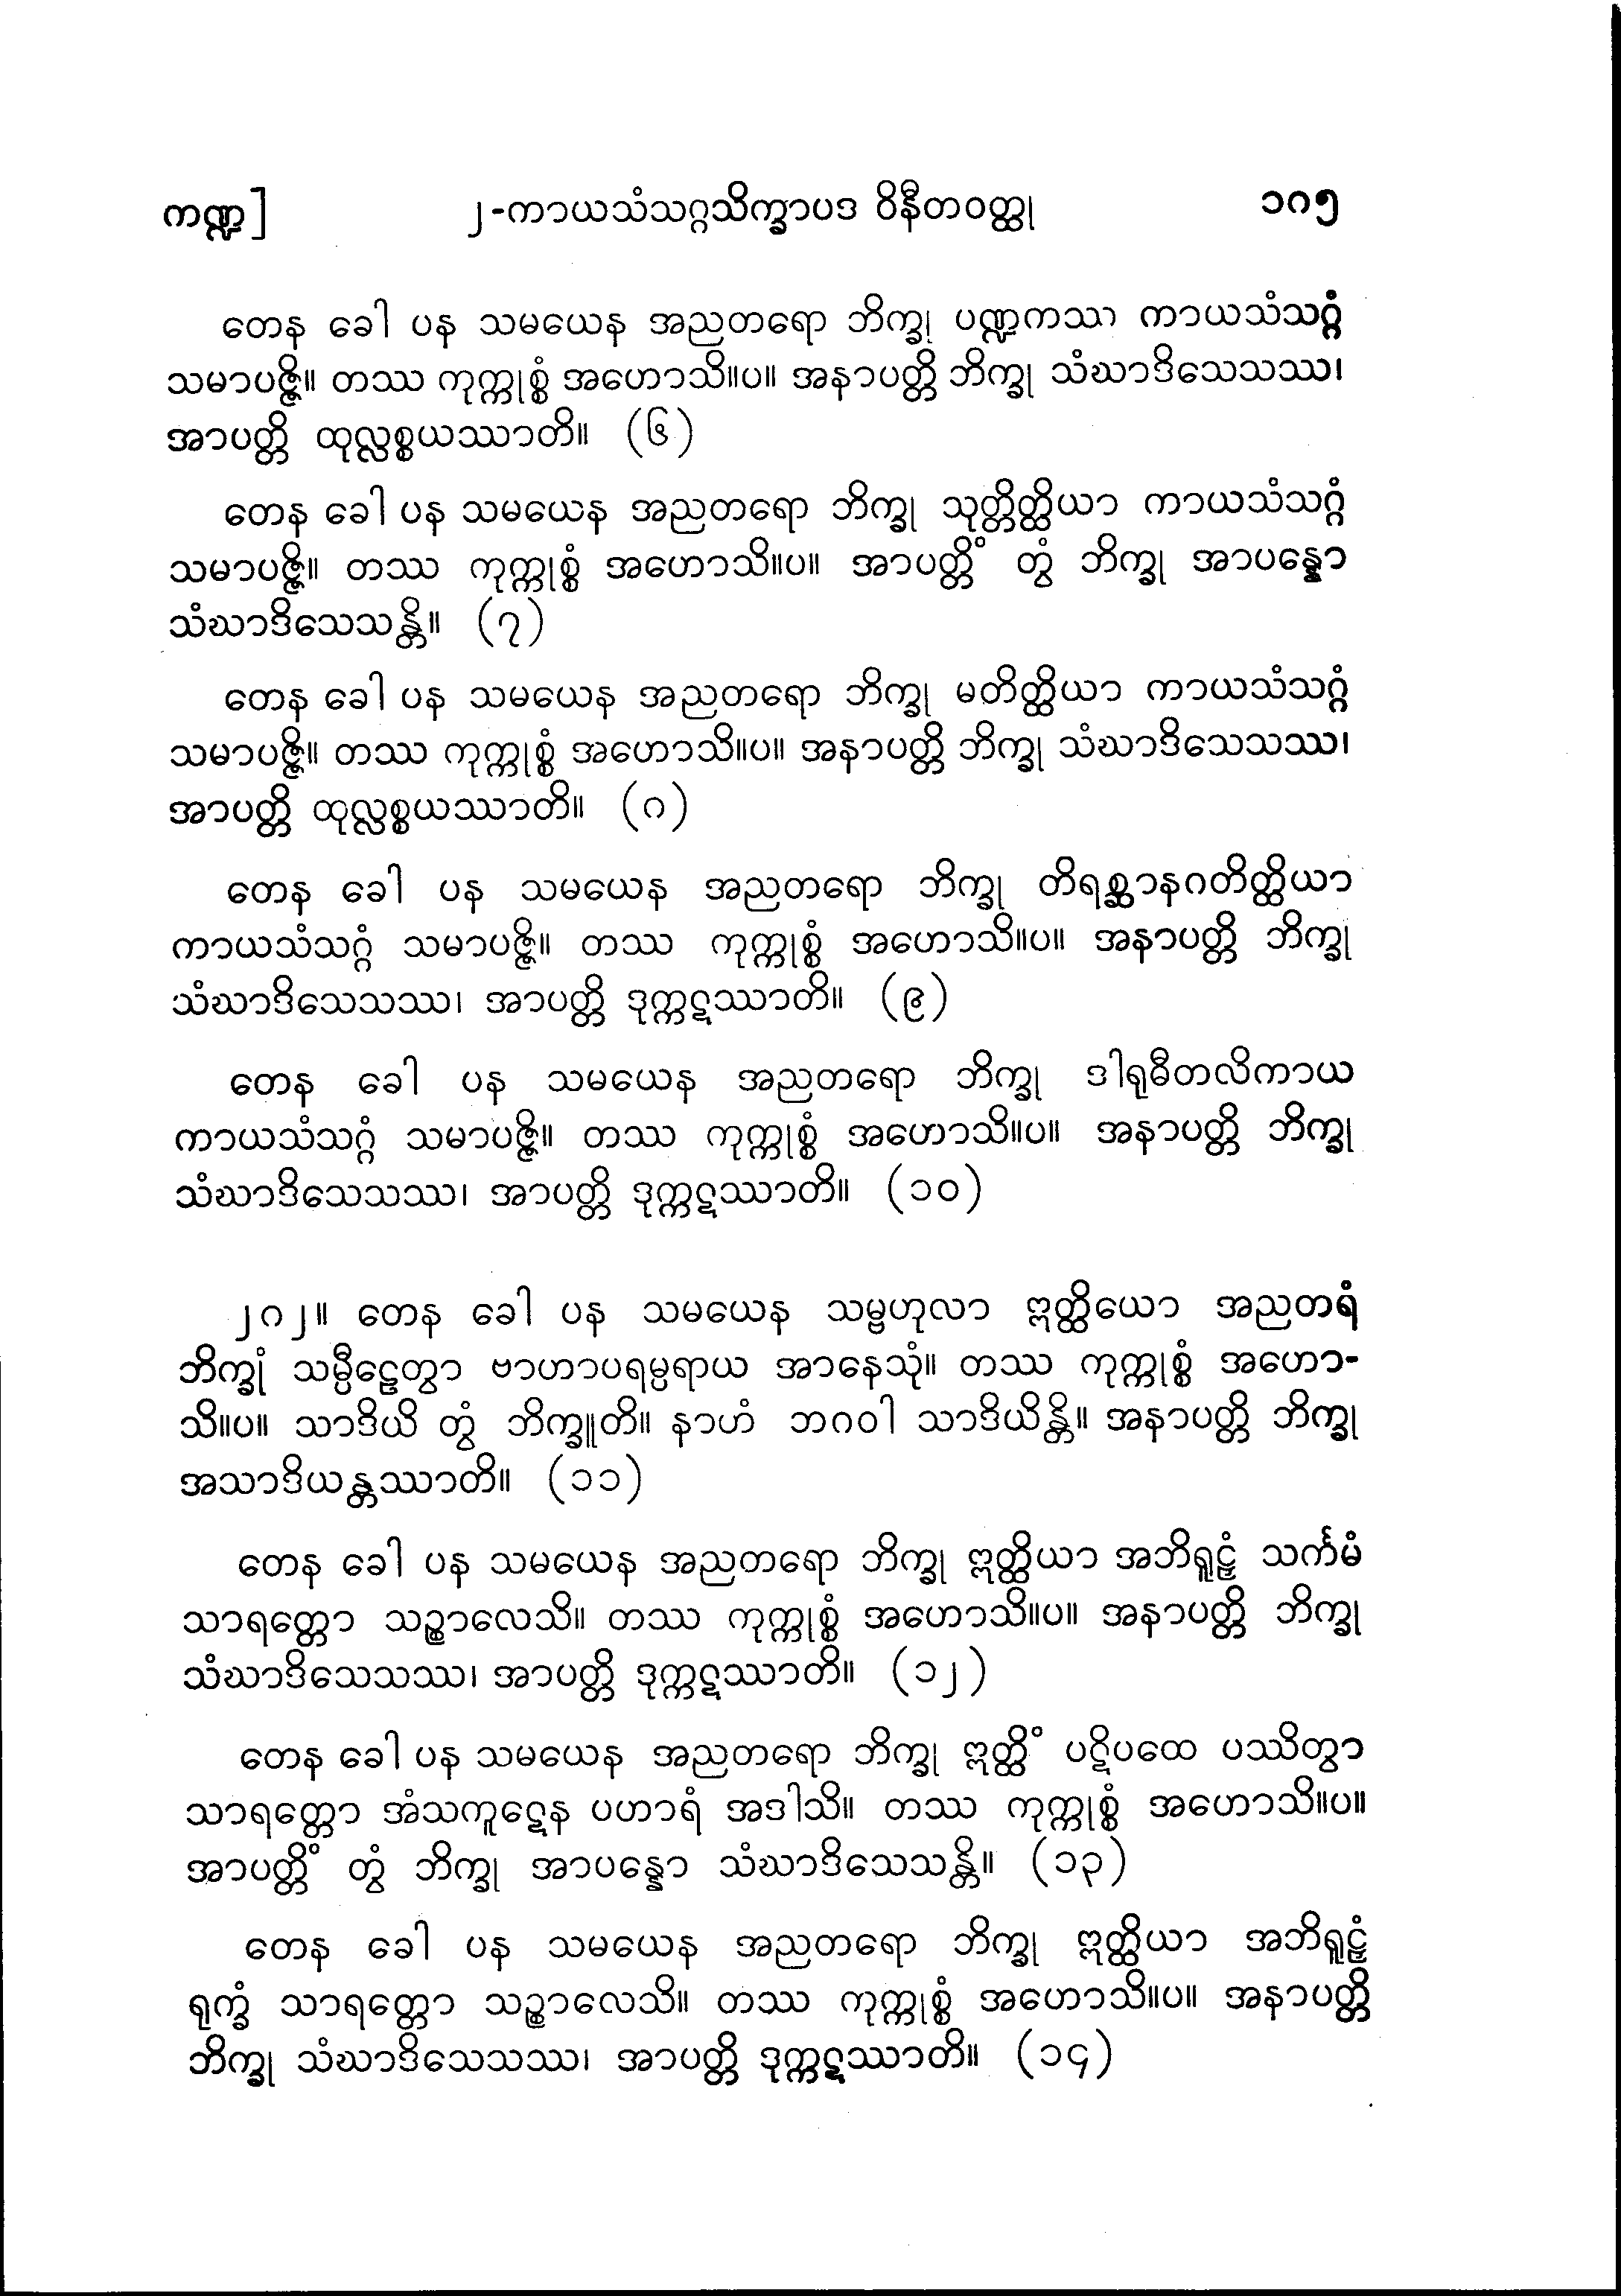 ကဏ္ဍ] ၂-ကာယသံသဂ္ဂသိက္ခာပဒ ဝိနီတဝတ္ထု ၁၈၅
တေန ခေါ ပန သမယေန အညတရော ဘိက္ခု ပဏ္ဍကဿ ကာယသံသဂ္ဂံ
သမာပဇ္ဇိ။ တဿ ကုက္ကုစ္စံ အဟောသိ။ပ။ အနာပတ္တိ ဘိက္ခု သံဃာဒိသေသဿ၊
အာပတ္တိ ထုလ္လစ္စယဿာတိ။ (၆)
တေန ခေါ ပန သမယေန အညတရော ဘိက္ခု သုတ္တိတ္ထိယာ ကာယသံသဂ္ဂံ
သမာပဇ္ဇိ။ တဿ ကုက္ကုစ္စံ အဟောသိ။ပ။ အာပတ္တိံ တွံ ဘိက္ခု အာပန္နော
သံဃာဒိသေသန္တိ။ (၇)
တေန ခေါ ပန သမယေန အညတရော ဘိက္ခု မတိတ္ထိယာ ကာယသံသဂ္ဂံ
သမာပဇ္ဇိ။ တဿ ကုက္ကုစ္စံ အဟောသိ။ပ။ အနာပတ္တိ ဘိက္ခု သံဃာဒိသေသဿ၊
အာပတ္တိ ထုလ္လစ္စယဿာတိ။ (၈)
တေန ခေါ ပန သမယေန အညတရော ဘိက္ခု တိရစ္ဆာနဂတိတ္ထိယာ
ကာယသံသဂ္ဂံ သမာပဇ္ဇိ။ တဿ ကုက္ကုစ္စံ အဟောသိ။ပ။ အနာပတ္တိ ဘိက္ခု
သံဃာဒိသေသဿ၊ အာပတ္တိ ဒုက္ကဋဿာတိ။ (၉)
တေန ခေါ ပန သမယေန အညတရော ဘိက္ခု ဒါရုဓီတလိကာယ
ကာယသံသဂ္ဂံ သမာပဇ္ဇိ။ တဿ ကုက္ကုစ္စံ အဟောသိ။ပ။ အနာပတ္တိ ဘိက္ခု
သံဃာဒိသေသဿ၊ အာပတ္တိ ဒုက္ကဋဿာတိ။ (၁၀)
၂၈၂။ တေန ခေါ ပန သမယေန သမ္ဗဟုလာ ဣတ္ထိယော အညတရံ
ဘိက္ခုံ သမ္ပီဠေတွာ ဗာဟာပရမ္ပရာယ အာနေသုံ။ တဿ ကုက္ကုစ္စံ အဟော-
သိ။ပ။ သာဒိယိ တွံ ဘိက္ခူတိ။ နာဟံ ဘဂဝါ သာဒိယိန္တိ။ အနာပတ္တိ ဘိက္ခု
အသာဒိယန္တဿာတိ။ (၁၁)
တေန ခေါ ပန သမယေန အညတရော ဘိက္ခု ဣတ္ထိယာ အဘိရူဠှံ သင်္ကမံ
သာရတ္တော သဉ္စာလေသိ။ တဿ ကုက္ကုစ္စံ အဟောသိ။ပ။ အနာပတ္တိ ဘိက္ခု
သံဃာဒိသေသဿ၊ အာပတ္တိ ဒုက္ကဋဿာတိ။ (၁၂)
တေန ခေါ ပန သမယေန အညတရော ဘိက္ခု ဣတ္ထိံ ပဋိပထေ ပဿိတွာ
သာရတ္တော အံသကူဋေန ပဟာရံ အဒါသိ။ တဿ ကုက္ကုစ္စံ အဟောသိ။ပ။
အာပတ္တိံ တွံ ဘိက္ခု အာပန္နော သံဃာဒိသေသန္တိ။ (၁၃)
တေန ခေါ ပန သမယေန အညတရော ဘိက္ခု ဣတ္ထိယာ အဘိရူဠှံ
ရုက္ခံ သာရတ္တော သဉ္စာလေသိ။ တဿ ကုက္ကုစ္စံ အဟောသိ။ပ။ အနာပတ္တိ
ဘိက္ခု သံဃာဒိသေသဿ၊ အာပတ္တိ ဒုက္ကဋဿာတိ။ (၁၄)